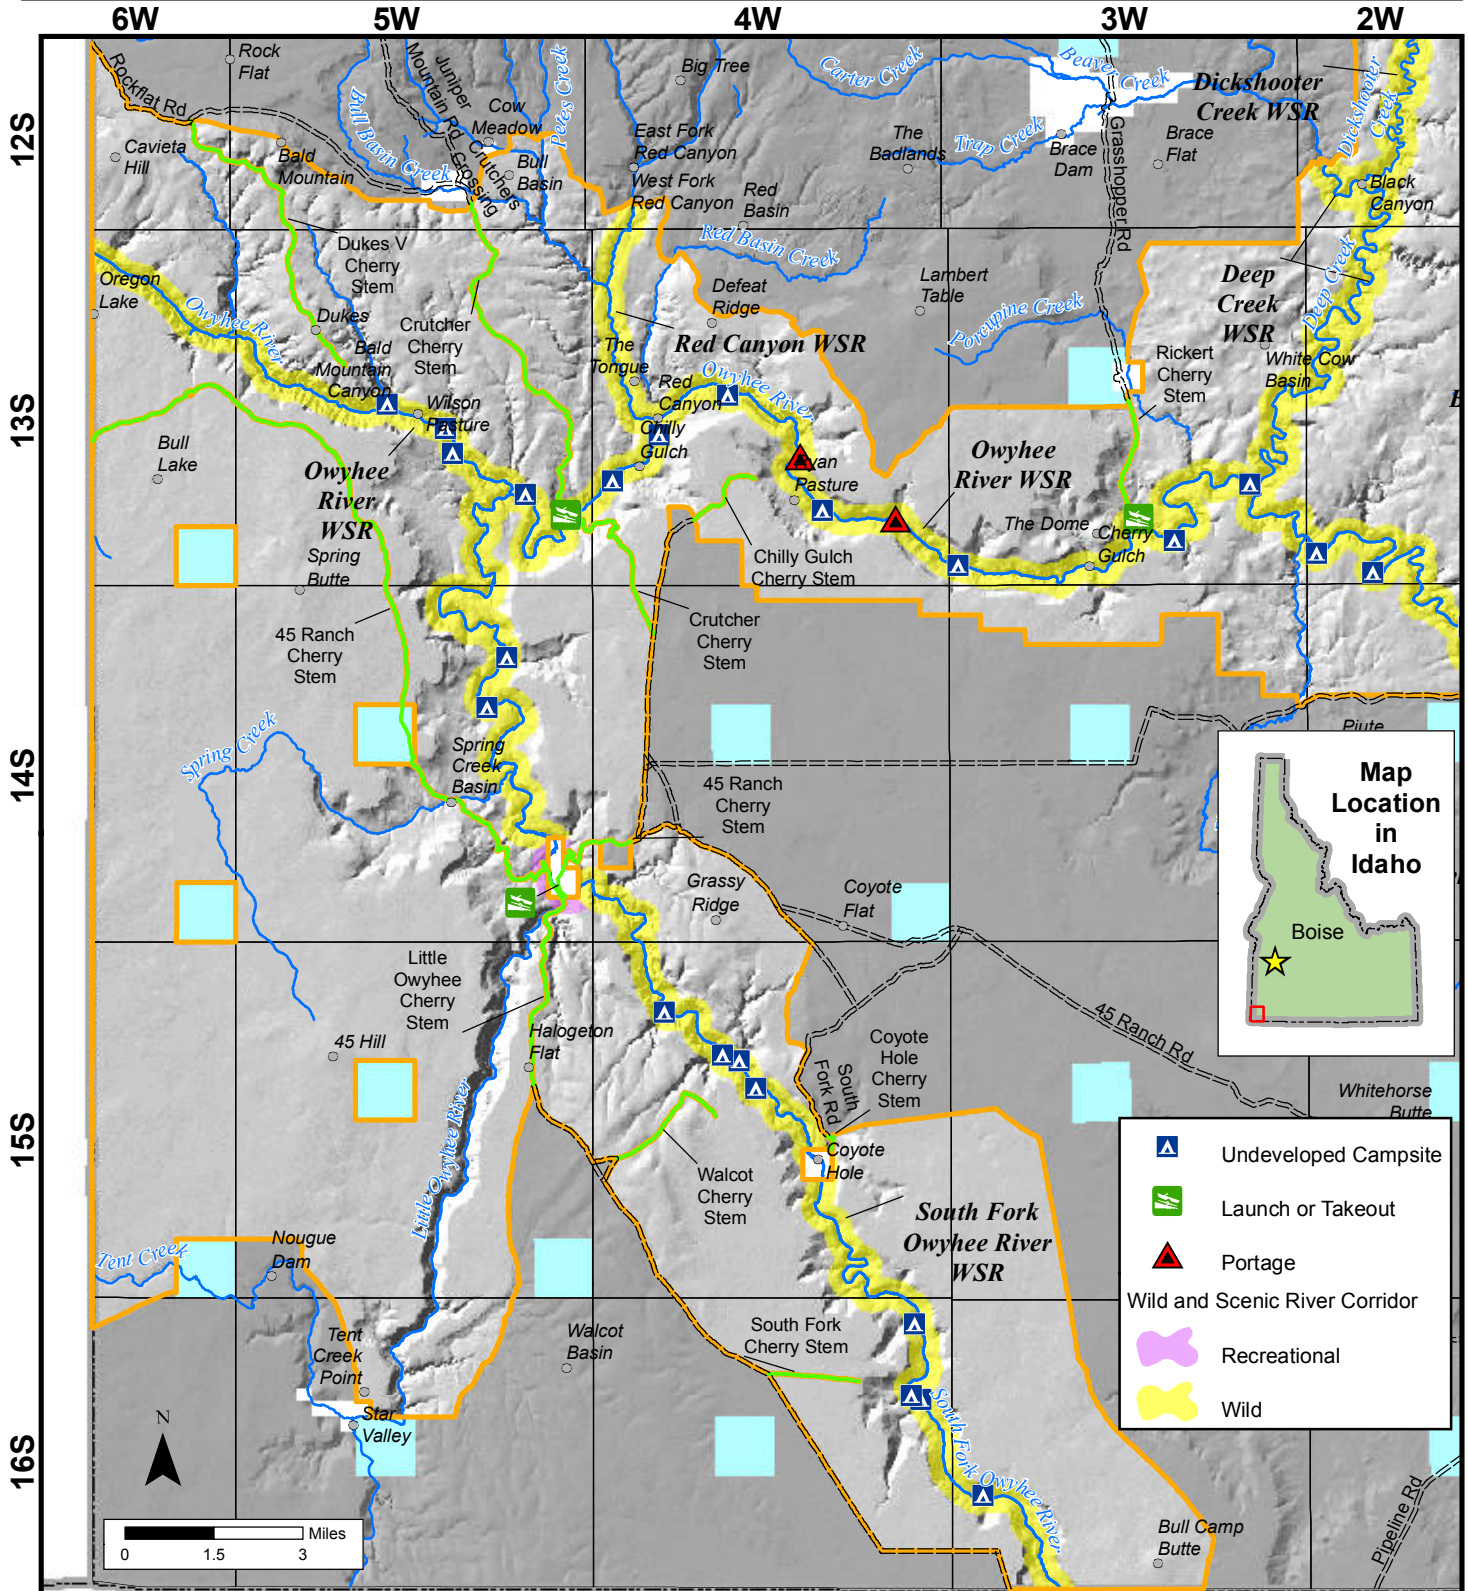 6W
5W
4W
3W
2W
12S
13S
14S
15S
16S
Rockflat Rd
Rock
Flat
Juniper
Mountain Rd
Bull Basin Creek
Cow
Meadow
Crutchers
Crossing
Petes Creek
Bull
Basin
Big Tree
Carter Creek
Beaver Creek
Dickshooter
Creek WSR
Dickshooter
Creek
Cavieta
Hill
Bald
Mountain
East Fork
Red Canyon
West Fork
Red Canyon
Red
Basin
The
Badlands
Trap Creek
Brace
Dam
Grasshopper Rd
Brace
Flat
Black
Canyon
Red Basin Creek
Dukes V
Cherry
Stem
Oregon
Lake
Owyhee River
Dukes
Crutcher
Cherry
Stem
Defeat
Ridge
Lambert
Table
Porcupine Creek
Deep
Creek
WSR
Deep Creek
Bald
Mountain
Canyon
The
Tongue
Red Canyon WSR
Owyhee River
Rickert
Cherry
Stem
White Cow
Basin
Wilson
Pasture
Red
Canyon
Chilly
Gulch
Bull
Lake
Owyhee
River
WSR
Pasture
Owyhee
River WSR
The Dome
Cherry
Gulch
Spring
Butte
Chilly Gulch
Cherry Stem
45 Ranch
Cherry
Stem
Crutcher
Cherry
Stem
Spring Creek
Spring
Creek
Basin
45 Ranch
Cherry
Stem
Piute
Map
Location
in
Idaho
Boise
Grassy
Ridge
Coyote
Flat
Little
Owyhee
Cherry
Stem
45 Hill
Halogeton
Flat
45 Ranch Rd
Coyote
Hole
Cherry
Stem
South
Fork Rd
Whitehorse
Butte
Little Owyhee River
Walcot
Cherry
Stem
Coyote
Hole
South Fork
Owyhee River
WSR
Undeveloped Campsite
Launch or Takeout
Portage
Wild and Scenic River Corridor
Recreational
Wild
Tent Creek
Nougue
Dam
Tent
Creek
Point
Walcot
Basin
South Fork
Cherry Stem
Star
Valley
South Fork Owyhee River
N
Miles
0
1.5
3
Bull Camp
Butte
Pipeline Rd